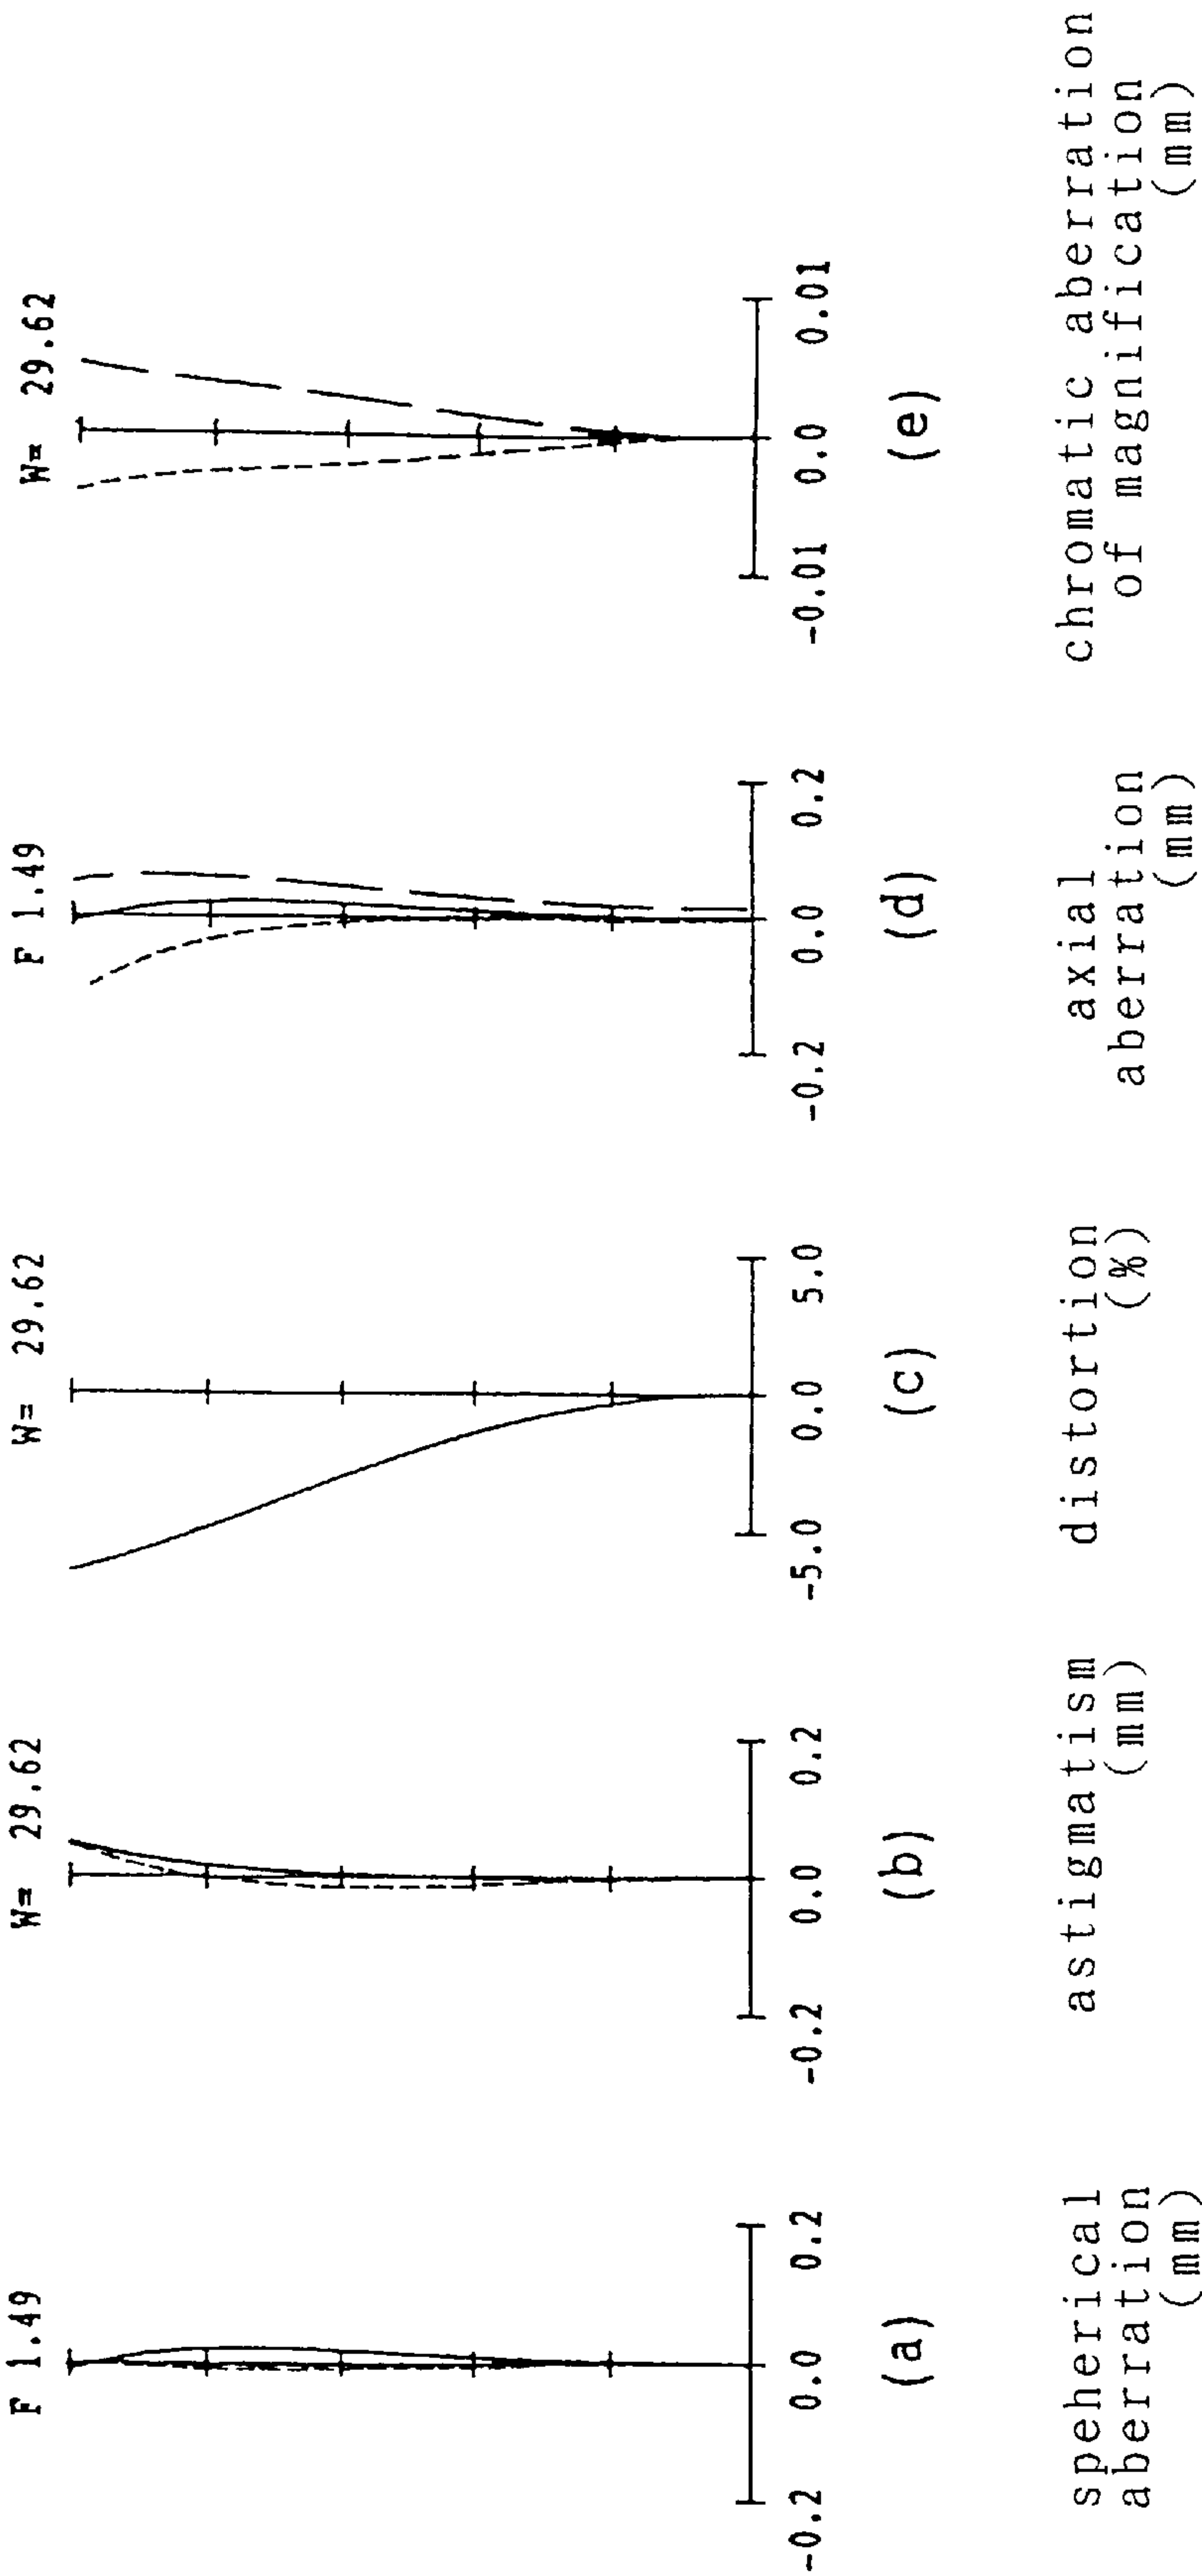 F 1.49
-0.2 0.0 0.2
(a)
speherical
aberration
(mm)
W= 29.62
-0.2 0.0 0.2
(b)
astigmatism
(mm)
W= 29.62
-5.0 0.0 5.0
(c)
distortion
(%)
F 1.49
-0.2 0.0 0.2
(d)
axial
aberration
(mm)
W= 29.62
-0.01 0.0 0.01
(e)
chromatic aberration
of magnification
(mm)